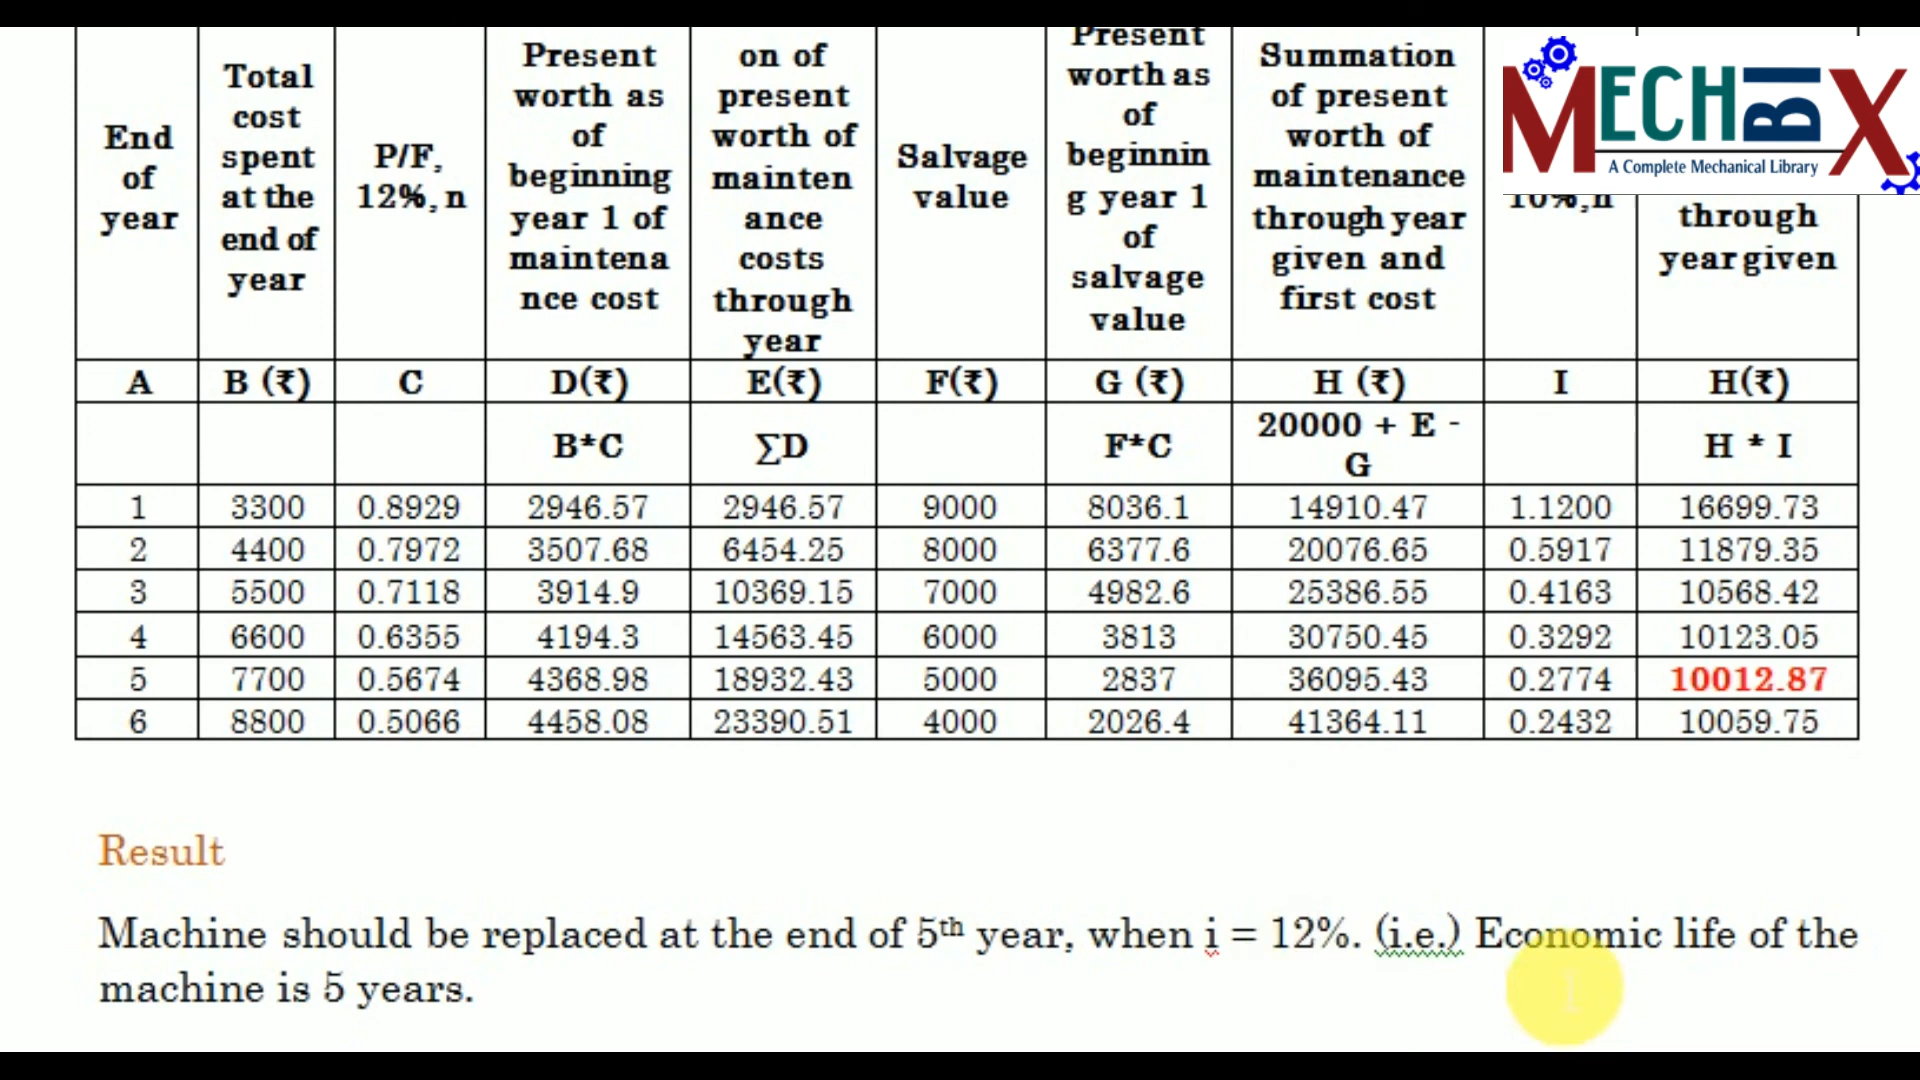 End
of
year
Total
cost
spent
at the
end of
year
P/F,
12%, n
Present
worth as
of
beginning
year 1 of
maintena
nce cost
on of
present
worth of
mainten
ance
costs
through
year
Salvage
value
Present
worth as
of
beginnin
g year 1
of
salvage
value
Summation
of present
worth of
maintenance
through year
given and
first cost
10%,n
through
year given
MECHBIX
A Complete Mechanical Library
A B (₹) C D(₹) E(₹) F(₹) G (₹) H (₹) I H(₹)
B*C ∑D F*C 20000 + E - H * I
G
1 3300 0.8929 2946.57 2946.57 9000 8036.1 14910.47 1.1200 16699.73
2 4400 0.7972 3507.68 6454.25 8000 6377.6 20076.65 0.5917 11879.35
3 5500 0.7118 3914.9 10369.15 7000 4982.6 25386.55 0.4163 10568.42
4 6600 0.6355 4194.3 14563.45 6000 3813 30750.45 0.3292 10123.05
5 7700 0.5674 4368.98 18932.43 5000 2837 36095.43 0.2774 10012.87
6 8800 0.5066 4458.08 23390.51 4000 2026.4 41364.11 0.2432 10059.75
Result
Machine should be replaced at the end of 5th year, when i = 12%. (i.e.) Economic life of the
machine is 5 years.